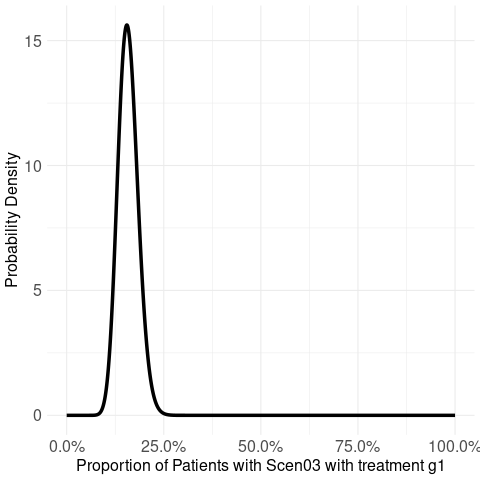 15
10
5
0
Probability Density
0.0% 25.0% 50.0% 75.0% 100.0%
Proportion of Patients with Scen03 with treatment g1